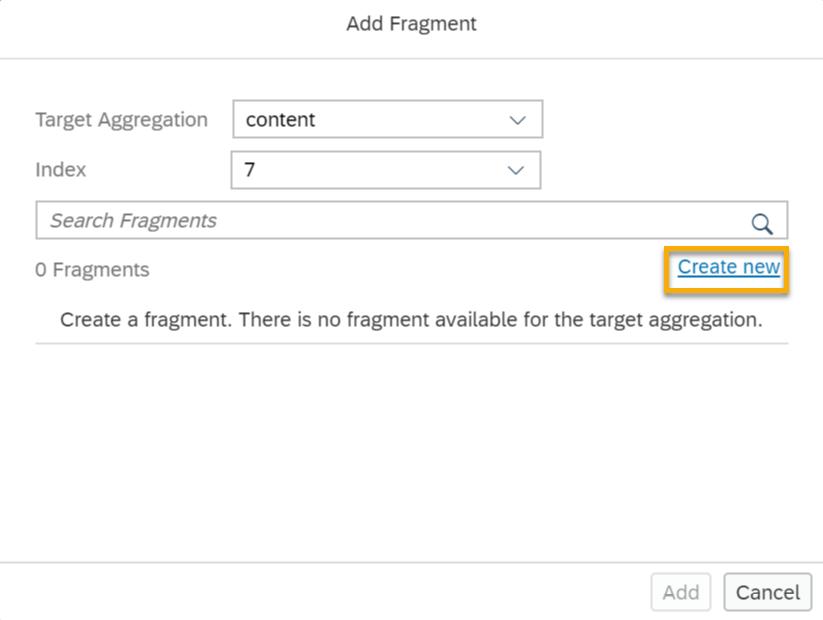 Add Fragment
Target Aggregation content
Index 7
Search Fragments
0 Fragments Create new
Create a fragment. There is no fragment available for the target aggregation.
Add Cancel